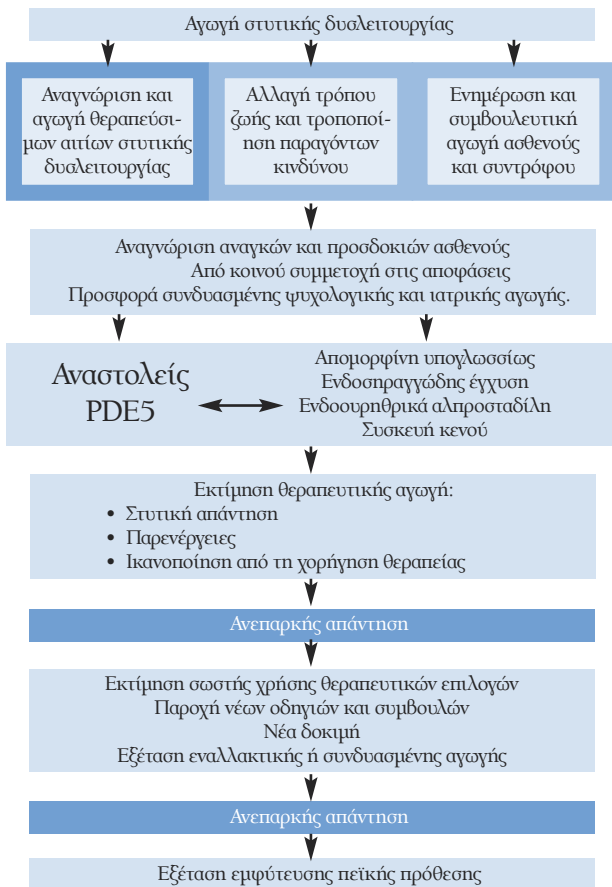 Αγωγή στυτικής δυσλειτουργίας
Αναγνώριση και
αγωγή θεραπεύσι-
μων αιτίων στυτικής
δυσλειτουργίας
Αλλαγή τρόπου
ζωής και τροποποί-
ηση παραγόντων
κινδύνου
Ενημέρωση και
συμβουλευτική
αγωγή ασθενούς
και συντρόφου
Αναγνώριση αναγκών και προσδοκιών ασθενούς
Από κοινού συμμετοχή στις αποφάσεις
Προσφορά συνδυασμένης ψυχολογικής και ιατρικής αγωγής.
Αναστολείς
PDE5
Απομορφίνη υπογλωσσίως
Ενδοσηραγγώδης έγχυση
Ενδοουρηθρικά αλπροσταδίλη
Συσκευή κενού
Εκτίμηση θεραπευτικής αγωγή:
• Στυτική απάντηση
• Παρενέργειες
• Ικανοποίηση από τη χορήγηση θεραπείας
Ανεπαρκής απάντηση
Εκτίμηση σωστής χρήσης θεραπευτικών επιλογών
Παροχή νέων οδηγιών και συμβουλών
Νέα δοκιμή
Εξέταση εναλλακτικής ή συνδυασμένης αγωγής
Ανεπαρκής απάντηση
Εξέταση εμφύτευσης πεϊκής πρόθεσης